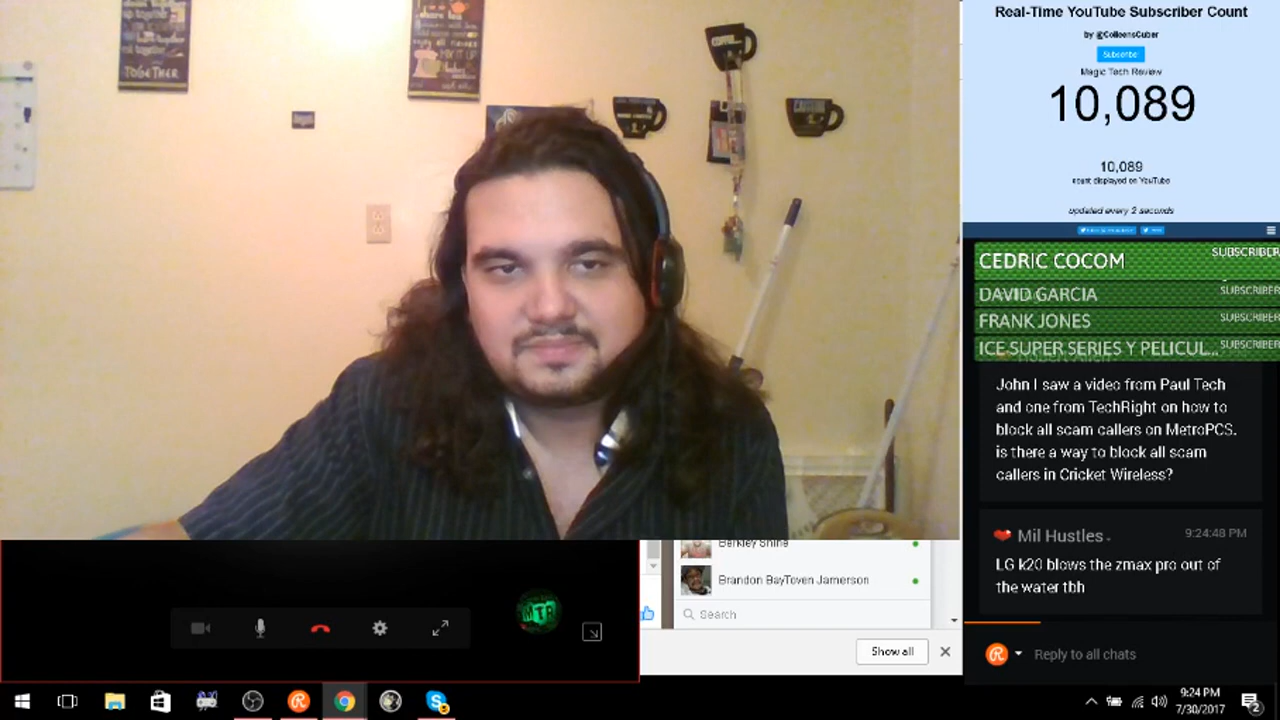 TOGETHER
COFFEE
Real-Time YouTube Subscriber Count
by @ColleensCuber
Subscribe!
Magic Tech Review
10,089
10,089
count displayed on YouTube
updated every 2 seconds
CEDRIC COCOM SUBSCRIBER
DAVID GARCIA SUBSCRIBER
FRANK JONES SUBSCRIBER
ICE SUPER SERIES Y PELICUL... SUBSCRIBER
John I saw a video from Paul Tech
and one from TechRight on how to
block all scam callers on MetroPCS.
is there a way to block all scam
callers in Cricket Wireless?
Mil Hustles 9:24:48 PM
LG k20 blows the zmax pro out of
the water tbh
Reply to all chats
Berkley Shine
Brandon BayToven Jamerson
Search
Show all
MTR
9:24 PM
7/30/2017
2